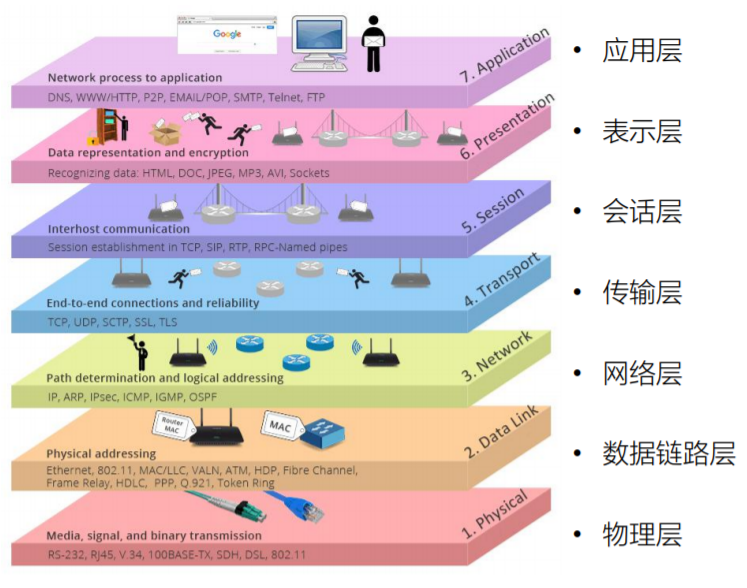 Google
7. Application
Network process to application
DNS, WWW/HTTP, P2P, EMAIL/POP, SMTP, Telnet, FTP
• 应用层
6. Presentation
Data representation and encryption
Recognizing data: HTML, DOC, JPEG, MP3, AVI, Sockets
• 表示层
5. Session
Interhost communication
Session establishment in TCP, SIP, RTP, RPC-Named pipes
• 会话层
4. Transport
End-to-end connections and reliability
TCP, UDP, SCTP, SSL, TLS
• 传输层
3. Network
Path determination and logical addressing
IP, ARP, IPsec, ICMP, IGMP, OSPF
• 网络层
Router
MAC
MAC
2. Data Link
Physical addressing
Ethernet, 802.11, MAC/LLC, VALN, ATM, HDP, Fibre Channel,
Frame Relay, HDLC, PPP, Q.921, Token Ring
• 数据链路层
1. Physical
Media, signal, and binary transmission
RS-232, RJ45, V.34, 100BASE-TX, SDH, DSL, 802.11
• 物理层